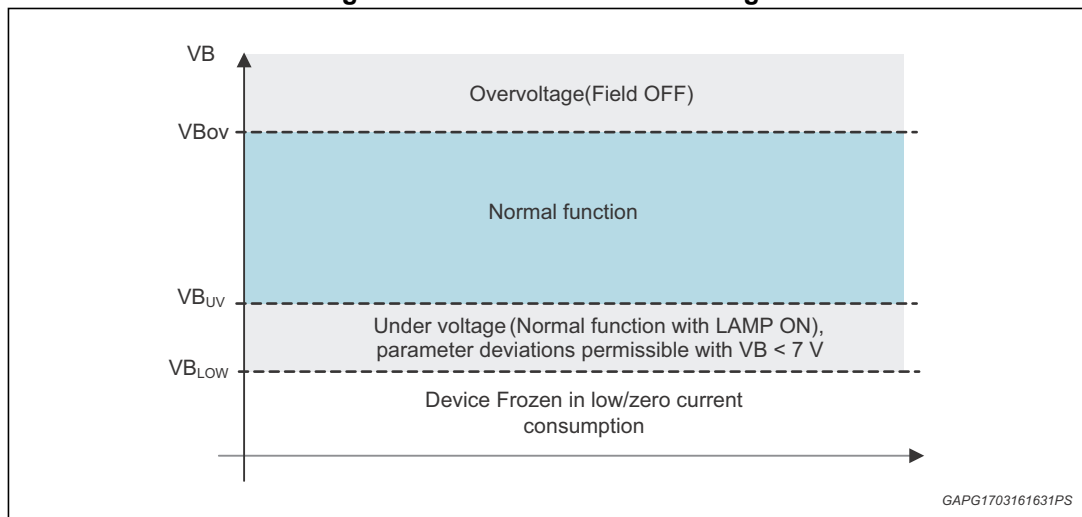 VB
Overvoltage(Field OFF)
VBov
Normal function
VBUV
Under voltage (Normal function with LAMP ON),
parameter deviations permissible with VB < 7 V
VBLOW
Device Frozen in low/zero current
consumption
GAPG1703161631PS